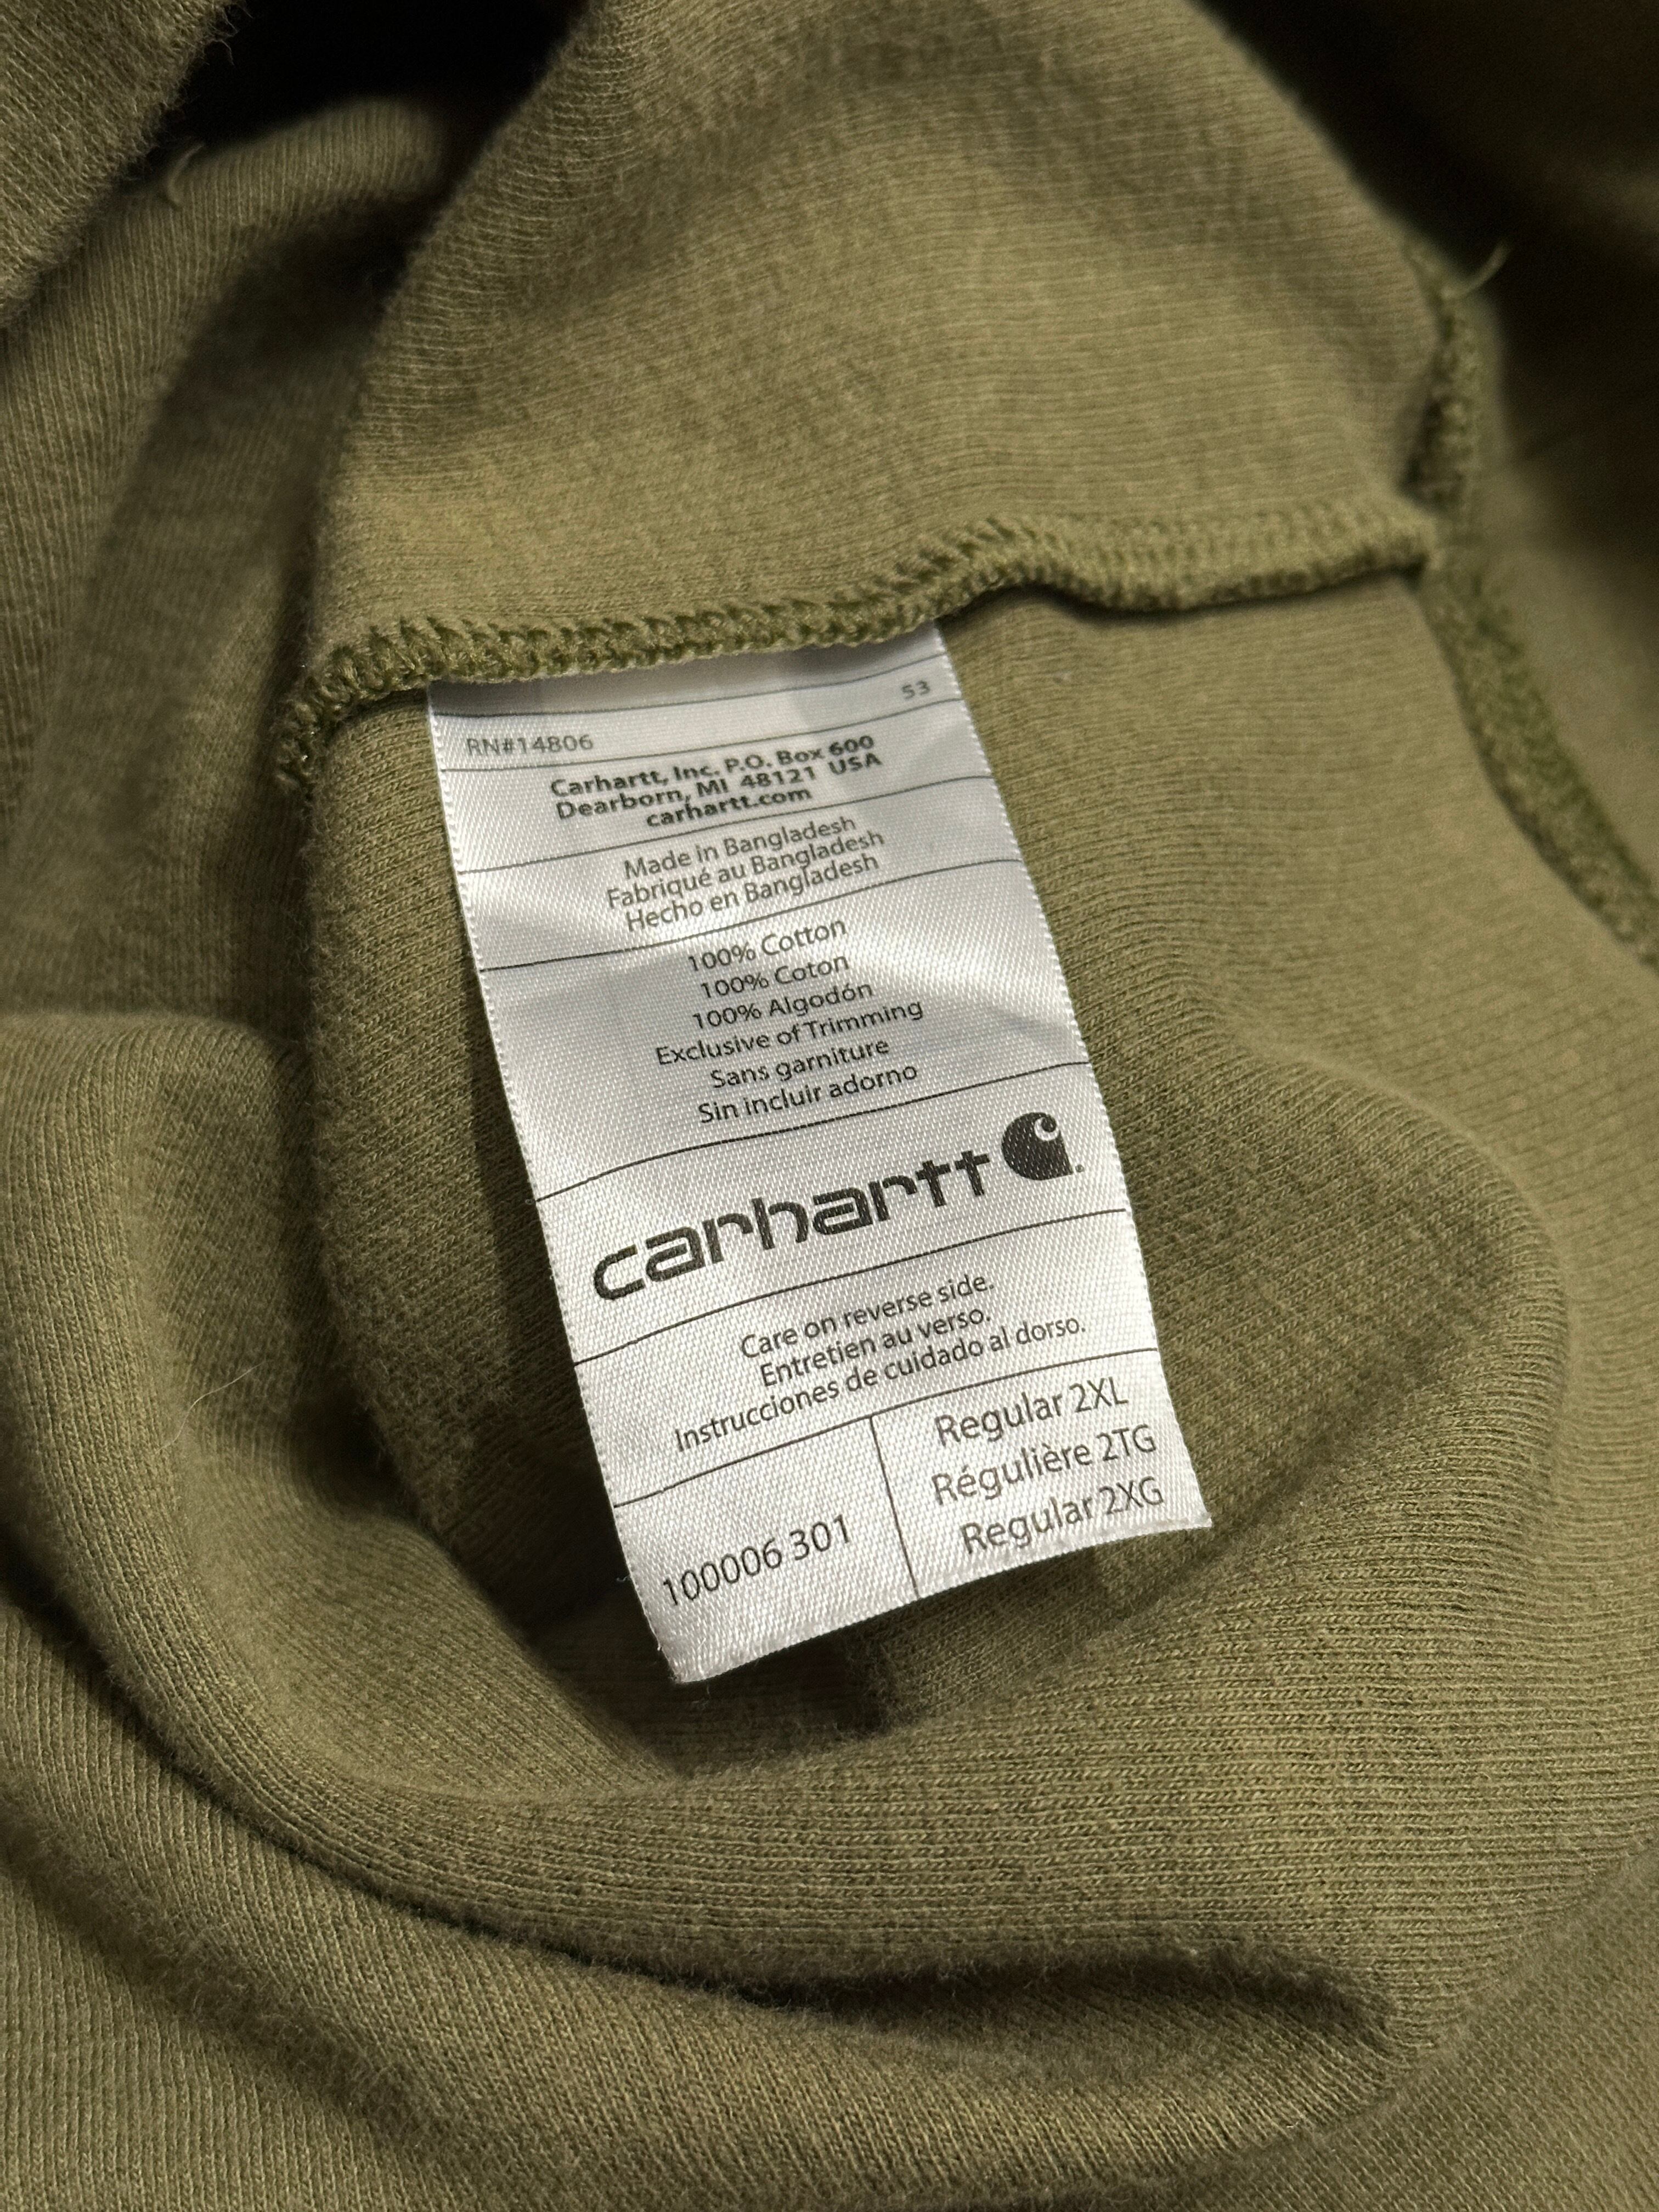 53
RN#14806
Carhartt, Inc. P.O. Box 600
Dearborn, MI 48121 USA
carhartt.com
Made in Bangladesh
Fabriqué au Bangladesh
Hecho en Bangladesh
100% Cotton
100% Coton
100% Algodón
Exclusive of Trimming
Sans garniture
Sin incluir adorno
carhartt
Care on reverse side.
Entretien au verso.
Instrucciones de cuidado al dorso.
100006 301
Regular 2XL
Régulière 2TG
Regular 2XG